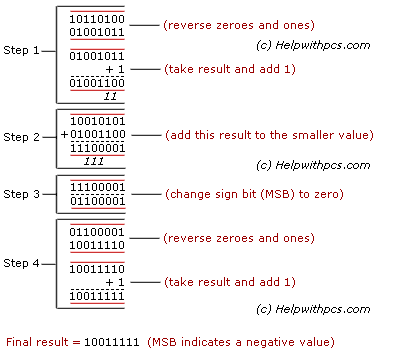 10110100
01001011 (reverse zeroes and ones)
(c) Helpwithpcs.com
Step 1
01001011
+ 1 (take result and add 1)
01001100
11
10010101
Step 2 +01001100 (add this result to the smaller value)
11100001
111
(c) Helpwithpcs.com
11100001
Step 3 (change sign bit (MSB) to zero)
01100001
01100001
10011110 (reverse zeroes and ones)
Step 4
10011110
+ 1 (take result and add 1)
10011111
(c) Helpwithpcs.com
Final result = 10011111 (MSB indicates a negative value)